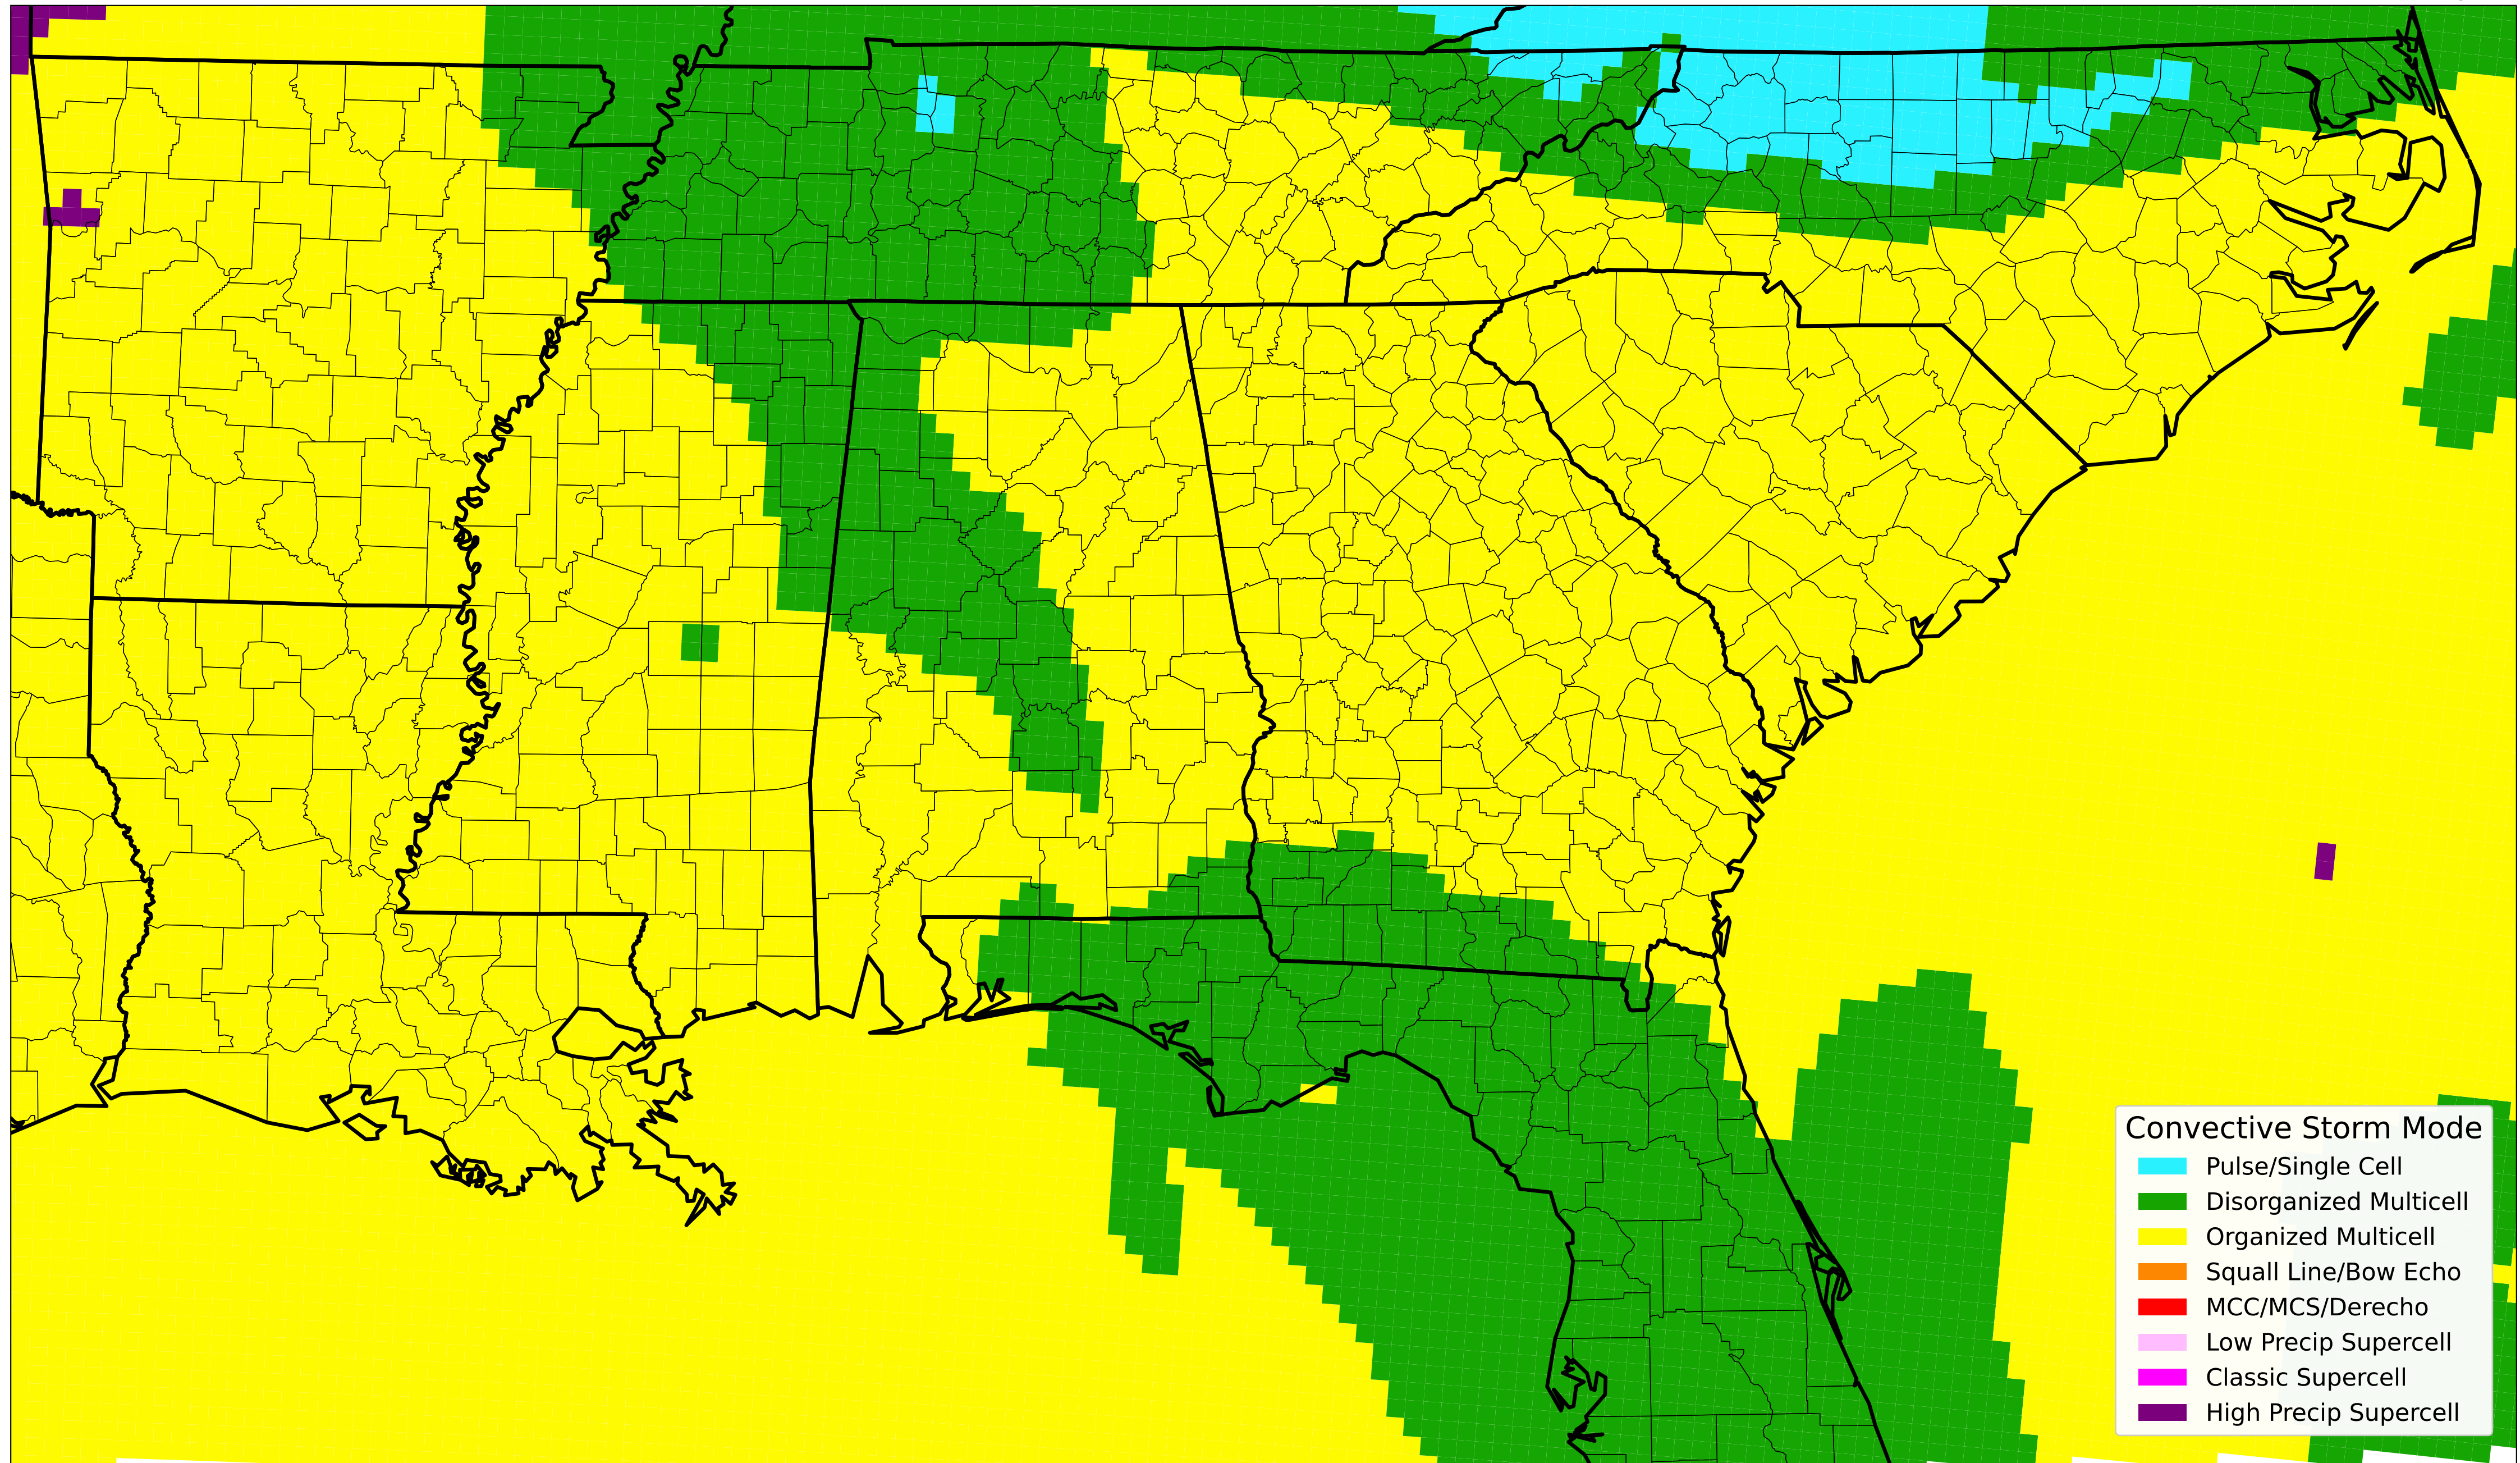 Convective Storm Mode
Pulse/Single Cell
Disorganized Multicell
Organized Multicell
Squall Line/Bow Echo
MCC/MCS/Derecho
Low Precip Supercell
Classic Supercell
High Precip Supercell